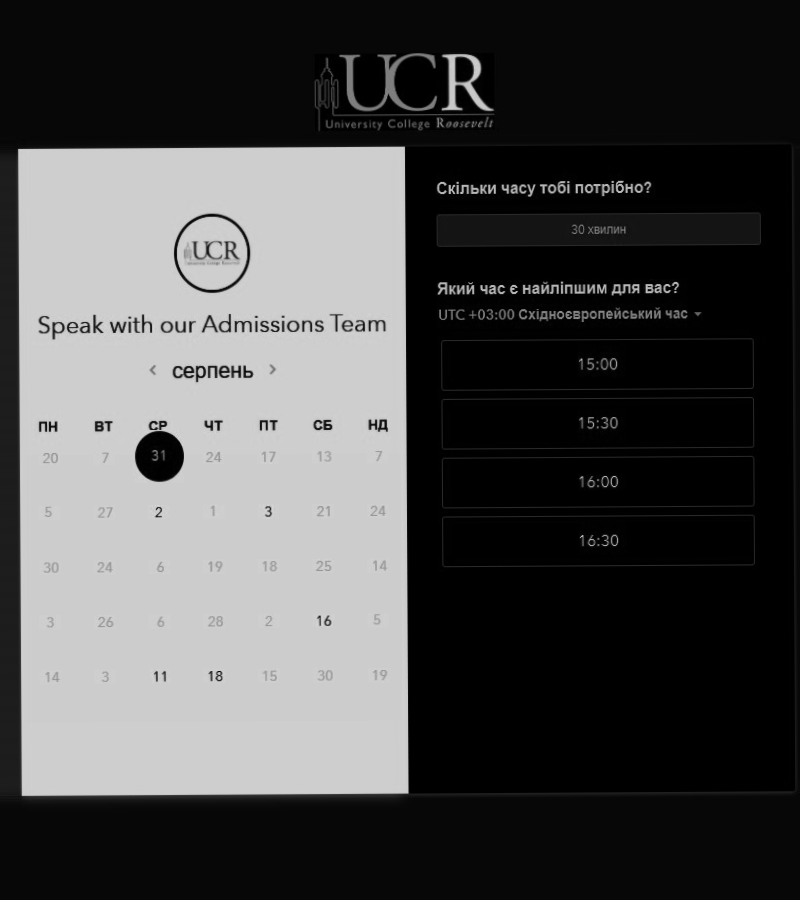 UCR
University College Roosevelt
UCR
Speak with our Admissions Team
< серпень >
ПН ВТ СР ЧТ ПТ СБ НД
20 7 31 24 17 13 7
5 27 2 1 3 21 24
30 24 6 19 18 25 14
3 26 6 28 2 16 5
14 3 11 18 15 30 19
Скільки часу тобі потрібно?
30 хвилин
Який час є найліпшим для вас?
UTC +03:00 Східноєвропейський час
15:00
15:30
16:00
16:30